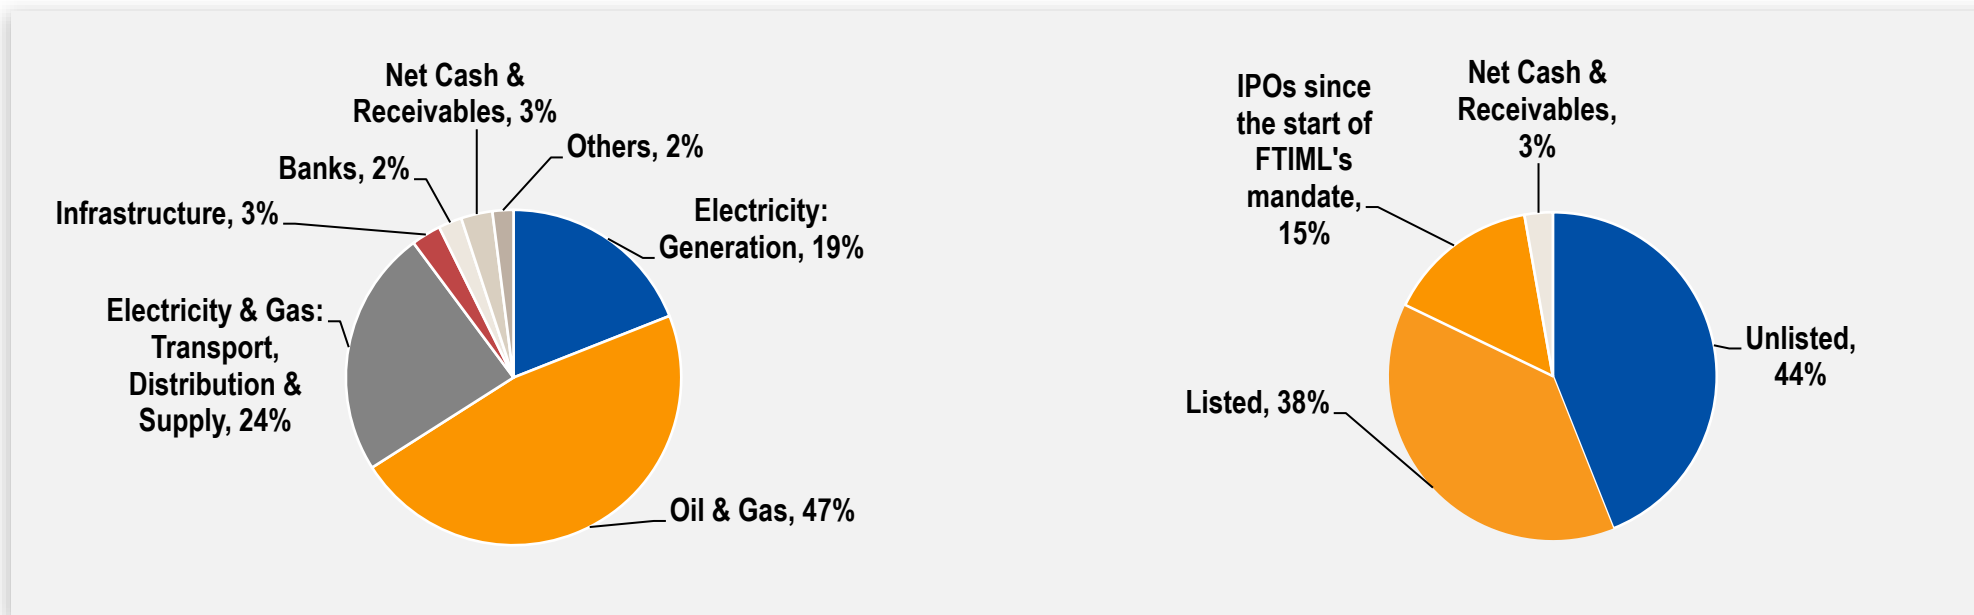 Net Cash &
Receivables, 3%
Others, 2%
Banks, 2%
Infrastructure, 3%
Electricity:
Generation, 19%
Electricity & Gas:
Transport,
Distribution &
Supply, 24%
Oil & Gas, 47%
IPOs since
the start of
FTIML's
mandate,
15%
Net Cash &
Receivables,
3%
Unlisted,
44%
Listed, 38%